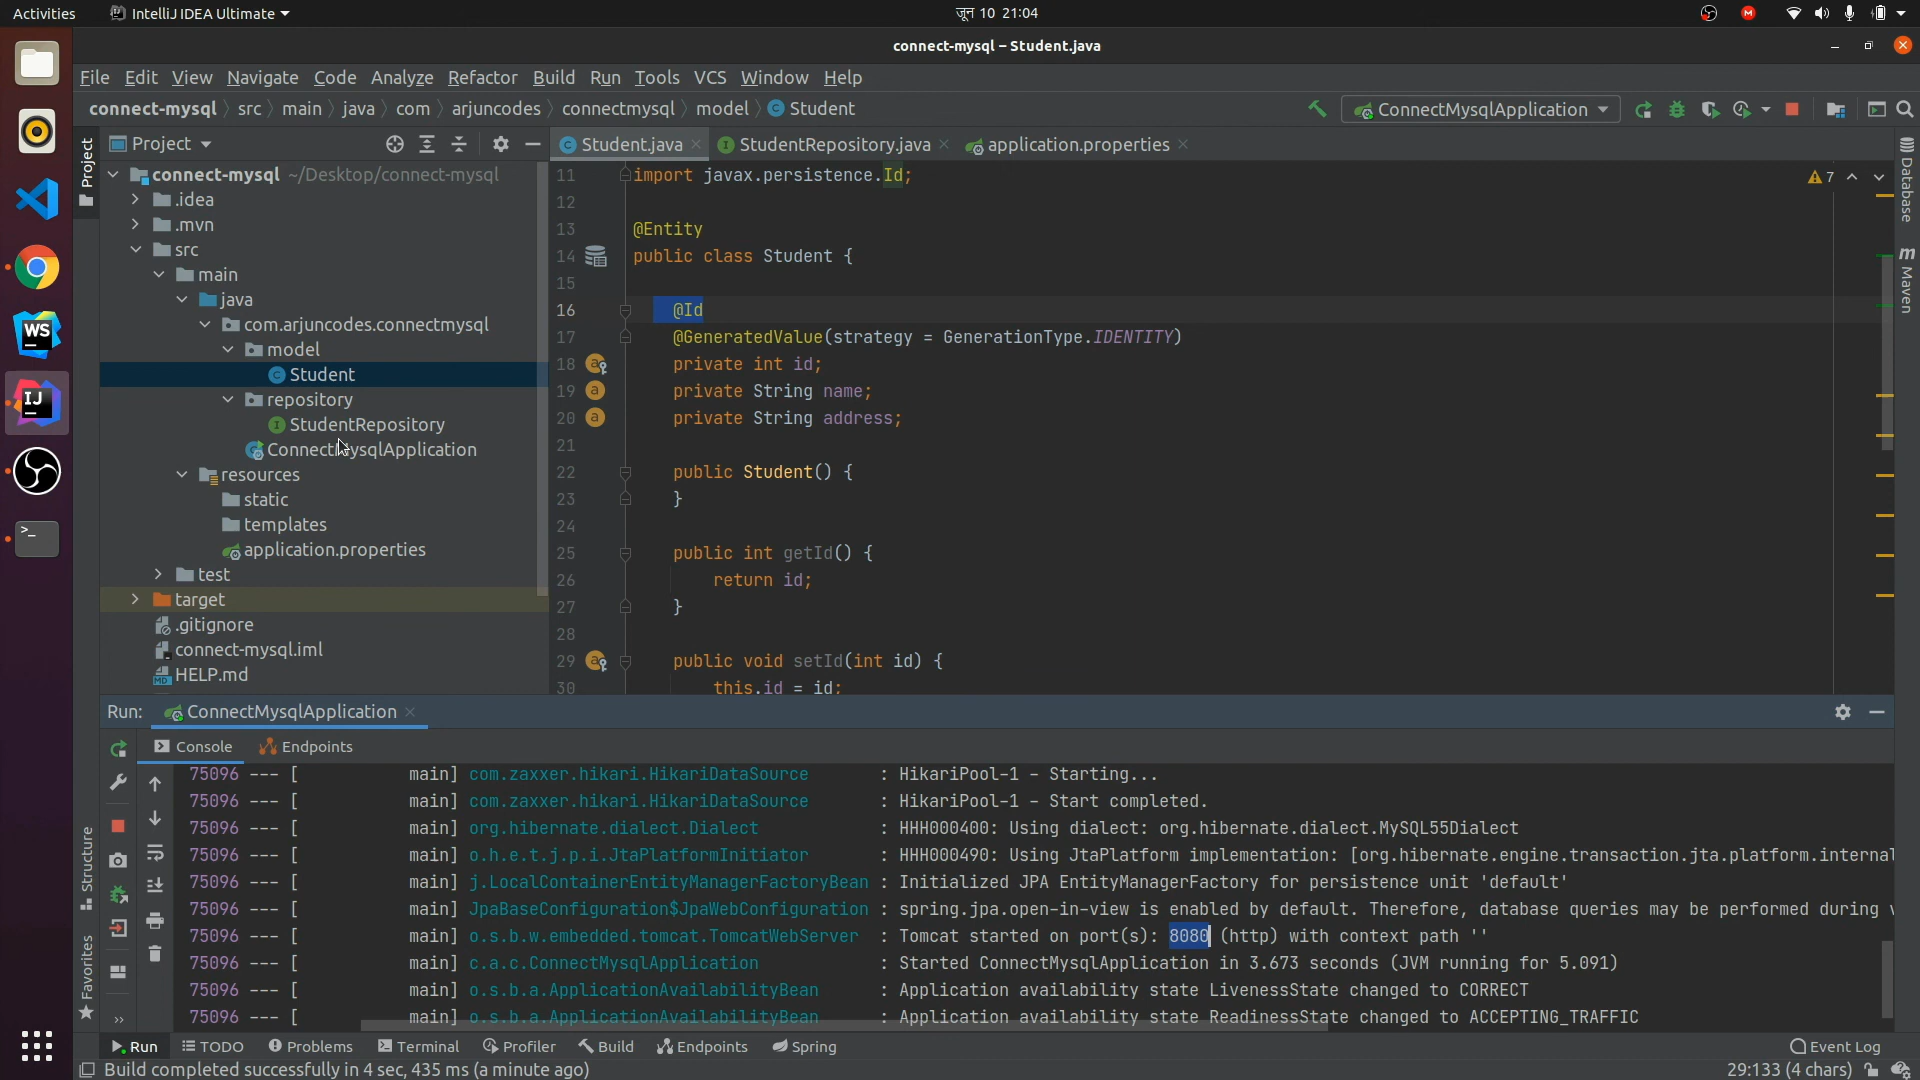 Activities IntelliJ IDEA Ultimate जून 10 21:04
connect-mysql – Student.java
File Edit View Navigate Code Analyze Refactor Build Run Tools VCS Window Help
connect-mysql src main java com arjuncodes connectmysql model Student ConnectMysqlApplication
Project
Student.java StudentRepository.java application.properties
connect-mysql ~/Desktop/connect-mysql
.idea
.mvn
src
main
java
com.arjuncodes.connectmysql
model
Student
repository
StudentRepository
ConnectMysqlApplication
resources
static
templates
application.properties
test
target
.gitignore
connect-mysql.iml
HELP.md
11 import javax.persistence.Id;
12
13 @Entity
14 public class Student {
15
16 @Id
17 @GeneratedValue(strategy = GenerationType.IDENTITY)
18 private int id;
19 private String name;
20 private String address;
21
22 public Student() {
23 }
24
25 public int getId() {
26 return id;
27 }
28
29 public void setId(int id) {
30 this.id = id;
7
Project
Structure
Favorites
Database
Maven
WS
IJ
Run: ConnectMysqlApplication
Console Endpoints
75096 --- [ main] com.zaxxer.hikari.HikariDataSource : HikariPool-1 - Starting...
75096 --- [ main] com.zaxxer.hikari.HikariDataSource : HikariPool-1 - Start completed.
75096 --- [ main] org.hibernate.dialect.Dialect : HHH000400: Using dialect: org.hibernate.dialect.MySQL55Dialect
75096 --- [ main] o.h.e.t.j.p.i.JtaPlatformInitiator : HHH000490: Using JtaPlatform implementation: [org.hibernate.engine.transaction.jta.platform.internal
75096 --- [ main] j.LocalContainerEntityManagerFactoryBean : Initialized JPA EntityManagerFactory for persistence unit 'default'
75096 --- [ main] JpaBaseConfiguration$JpaWebConfiguration : spring.jpa.open-in-view is enabled by default. Therefore, database queries may be performed during
75096 --- [ main] o.s.b.w.embedded.tomcat.TomcatWebServer : Tomcat started on port(s): 8080 (http) with context path ''
75096 --- [ main] c.a.c.ConnectMysqlApplication : Started ConnectMysqlApplication in 3.673 seconds (JVM running for 5.091)
75096 --- [ main] o.s.b.a.ApplicationAvailabilityBean : Application availability state LivenessState changed to CORRECT
75096 --- [ main] o.s.b.a.ApplicationAvailabilityBean : Application availability state ReadinessState changed to ACCEPTING_TRAFFIC
Run TODO Problems Terminal Profiler Build Endpoints Spring Event Log
Build completed successfully in 4 sec, 435 ms (a minute ago) 29:133 (4 chars)